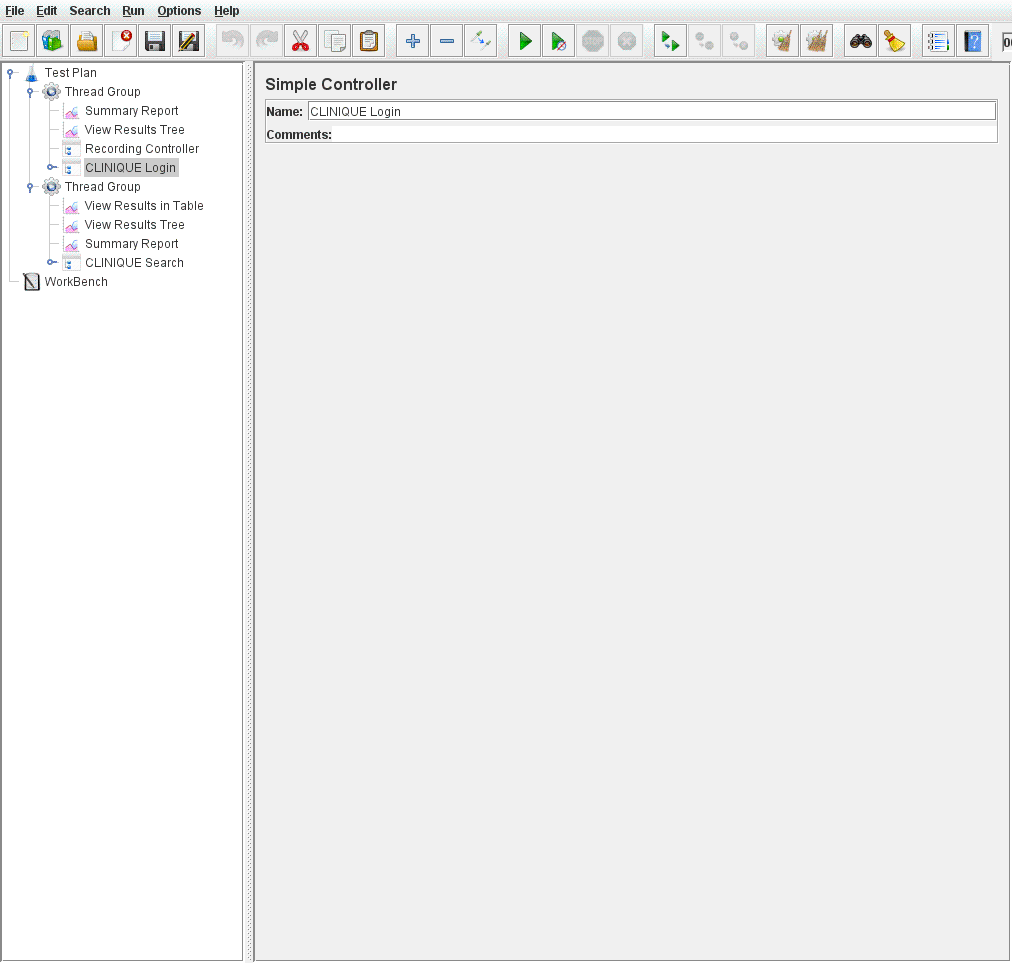 File Edit Search Run Options Help
Test Plan
Thread Group
Summary Report
View Results Tree
Recording Controller
CLINIQUE Login
Thread Group
View Results in Table
View Results Tree
Summary Report
CLINIQUE Search
WorkBench
Simple Controller
Name: CLINIQUE Login
Comments: